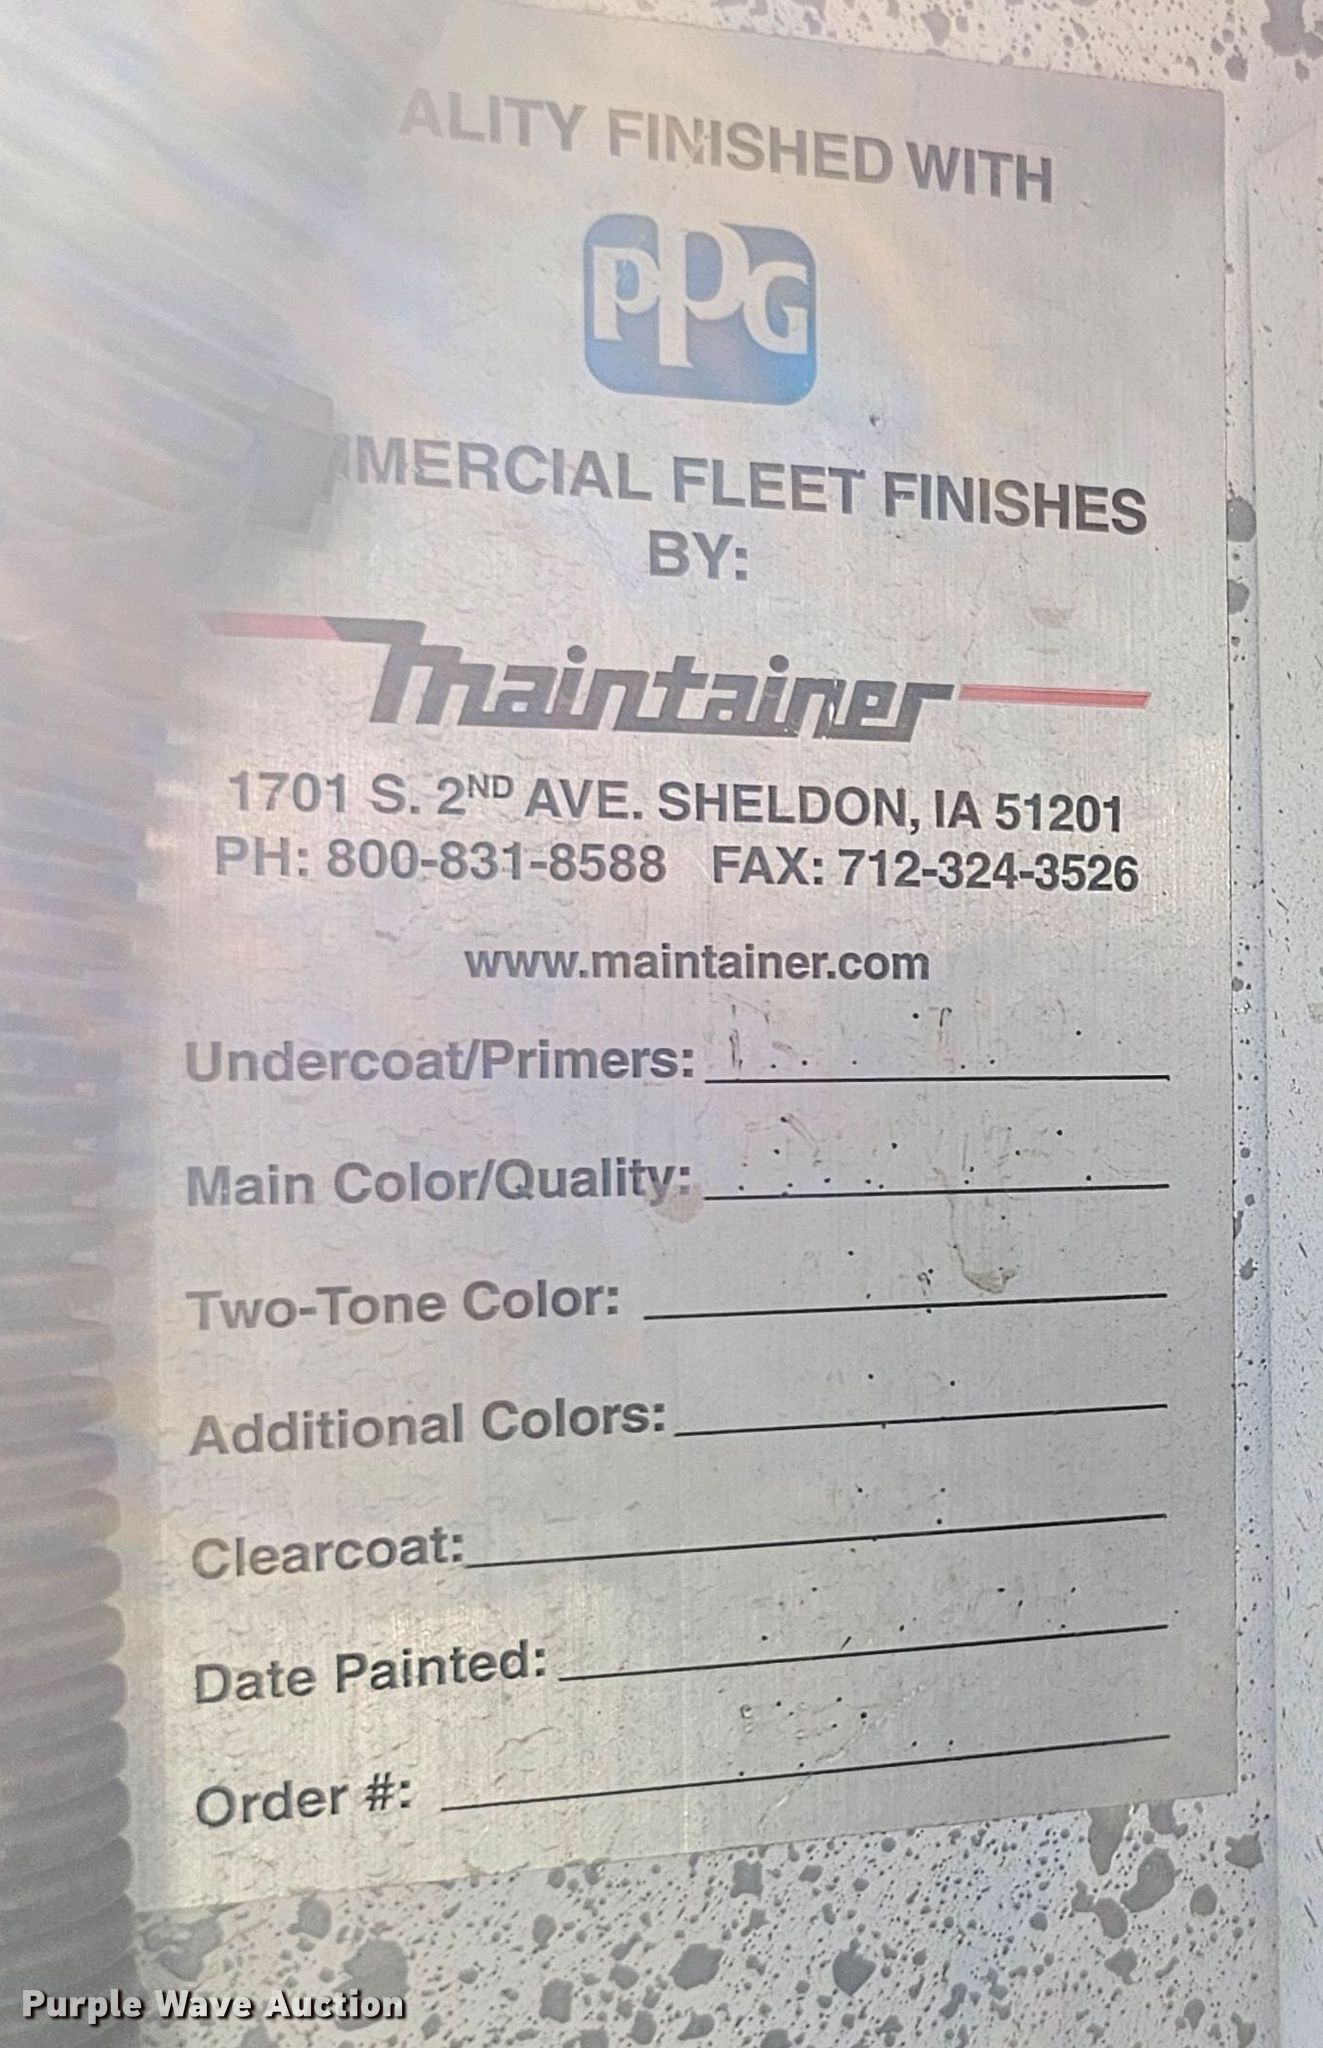 ALITY FINISHED WITH
PPG
MMERCIAL FLEET FINISHES
BY:
maintainer
1701 S. 2ND AVE. SHELDON, IA 51201
PH: 800-831-8588 FAX: 712-324-3526
www.maintainer.com
Undercoat/Primers:
Main Color/Quality:
Two-Tone Color:
Additional Colors:
Clearcoat:
Date Painted:
Order #:
Purple Wave Auction